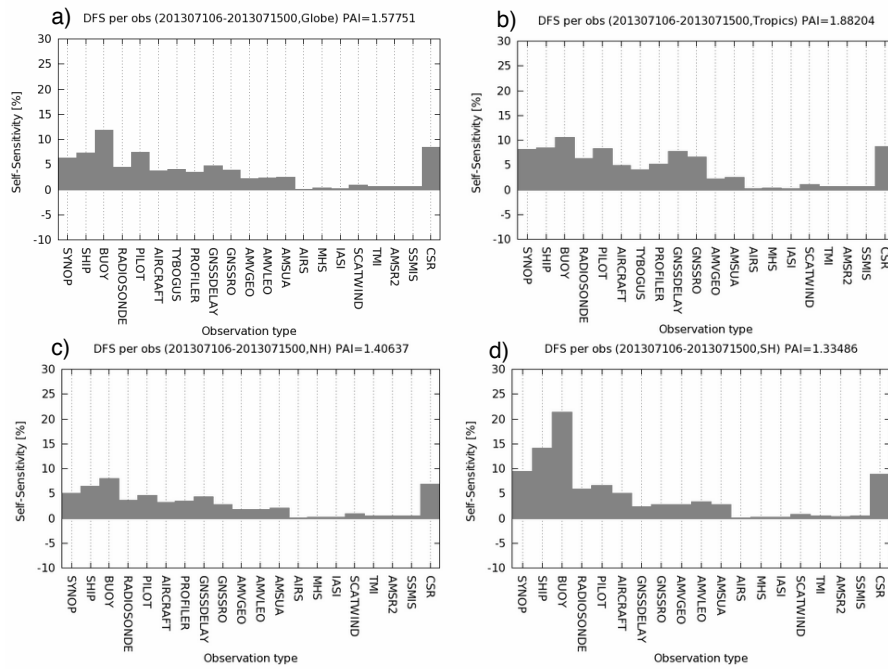 a)
DFS per obs (201307106-2013071500,Globe) PAI=1.57751
Self-Sensitivity [%]
30
25
20
15
10
5
0
-5
-10
SYNOP
SHIP
BUOY
RADIOSONDE
PILOT
AIRCRAFT
TYBOGUS
PROFILER
GNSSDELAY
GNSSRO
AMVGEO
AMVLEO
AMSUA
AIRS
MHS
IASI
SCATWIND
TMI
AMSR2
SSMIS
CSR
Observation type
b)
DFS per obs (201307106-2013071500,Tropics) PAI=1.88204
Self-Sensitivity [%]
30
25
20
15
10
5
0
-5
-10
SYNOP
SHIP
BUOY
RADIOSONDE
PILOT
AIRCRAFT
TYBOGUS
PROFILER
GNSSDELAY
GNSSRO
AMVGEO
AMSUA
AIRS
MHS
IASI
SCATWIND
TMI
AMSR2
SSMIS
CSR
Observation type
c)
DFS per obs (201307106-2013071500,NH) PAI=1.40637
Self-Sensitivity [%]
30
25
20
15
10
5
0
-5
-10
SYNOP
SHIP
BUOY
RADIOSONDE
PILOT
AIRCRAFT
PROFILER
GNSSDELAY
GNSSRO
AMVGEO
AMVLEO
AMSUA
AIRS
MHS
IASI
SCATWIND
TMI
AMSR2
SSMIS
CSR
Observation type
d)
DFS per obs (201307106-2013071500,SH) PAI=1.33486
Self-Sensitivity [%]
30
25
20
15
10
5
0
-5
-10
SYNOP
SHIP
BUOY
RADIOSONDE
PILOT
AIRCRAFT
GNSSDELAY
GNSSRO
AMVGEO
AMVLEO
AMSUA
AIRS
MHS
IASI
SCATWIND
TMI
AMSR2
SSMIS
CSR
Observation type